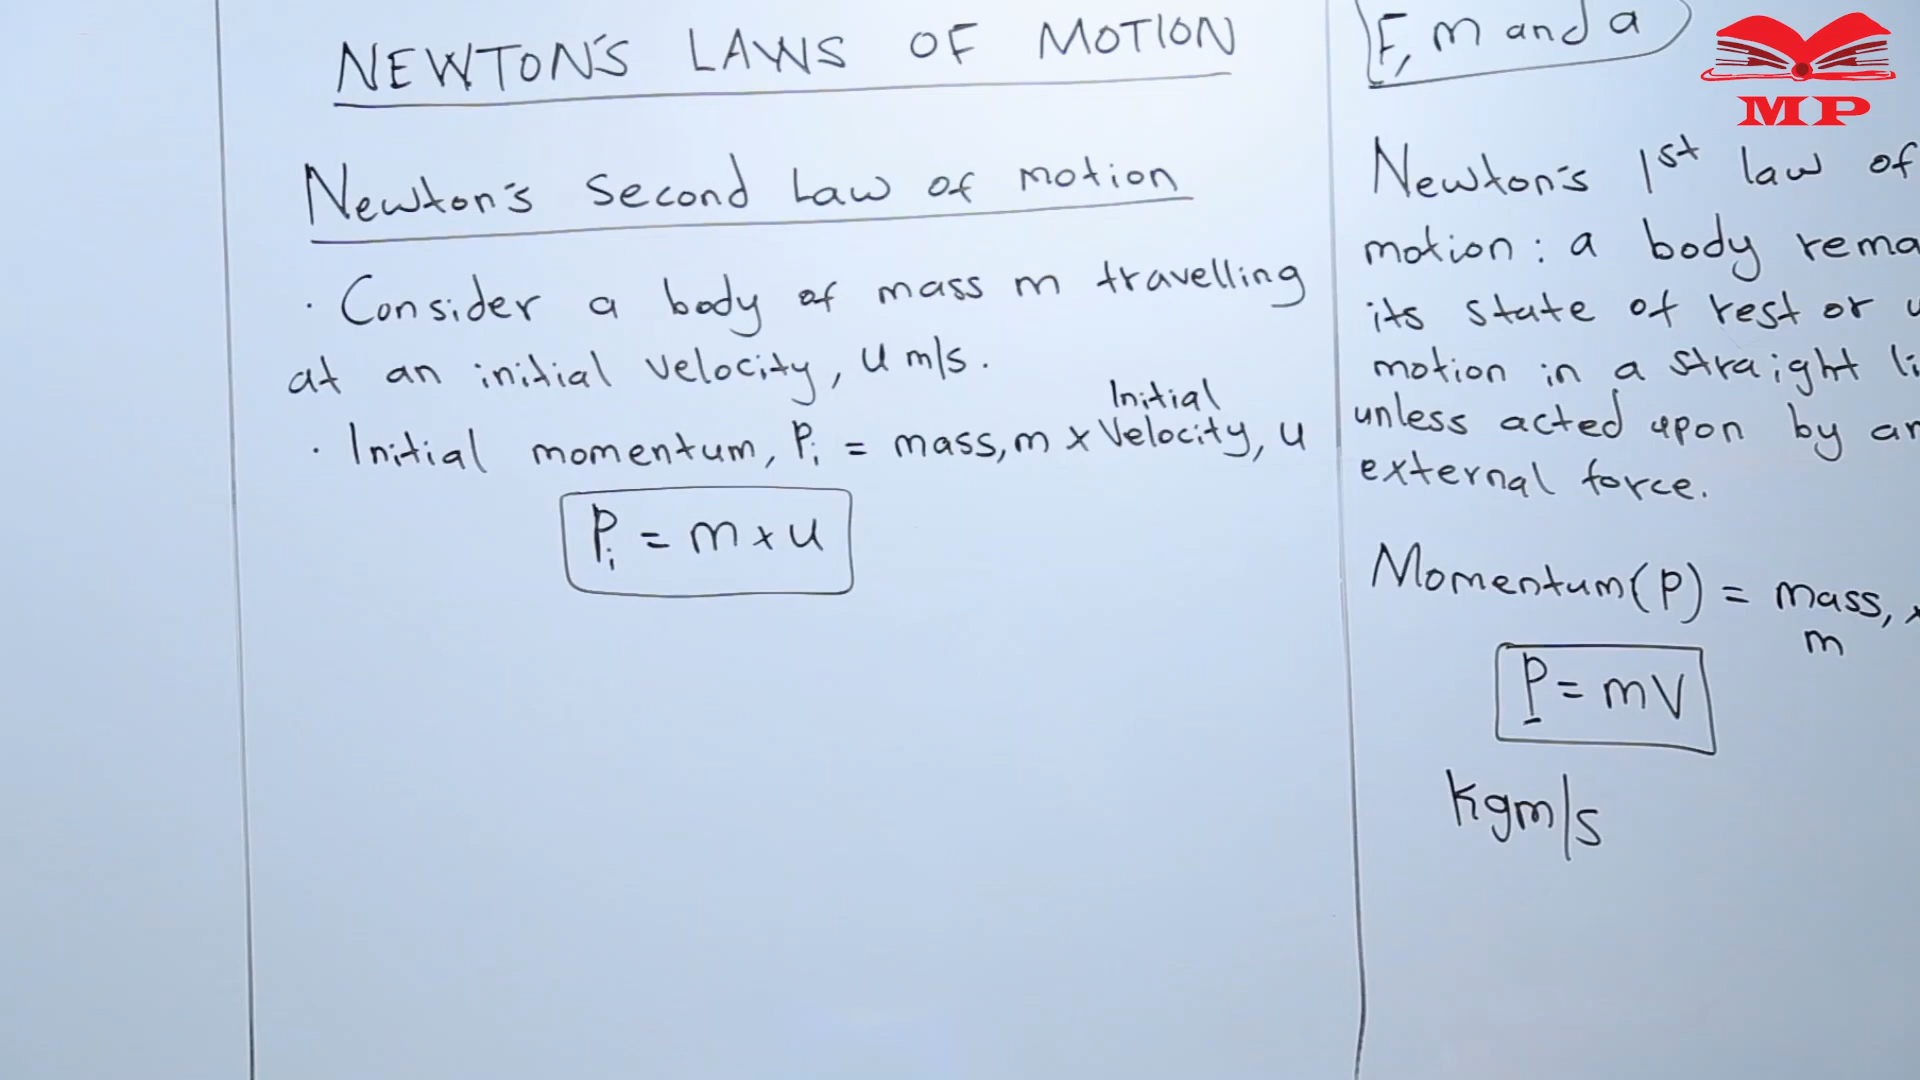 NEWTON'S LAWS OF MOTION
Newton's Second Law of motion
· Consider a body of mass m travelling
at an initial velocity, u m/s.
Initial
· Initial momentum, Pi = mass, m x Velocity, u
Pi = m x u
F, m and a
MP
Newton's 1st law of
motion: a body
its state of rest or
motion in a straight
unless acted upon by
external force.
Momentum(P) = mass, x
m
P = mV
kgm/s